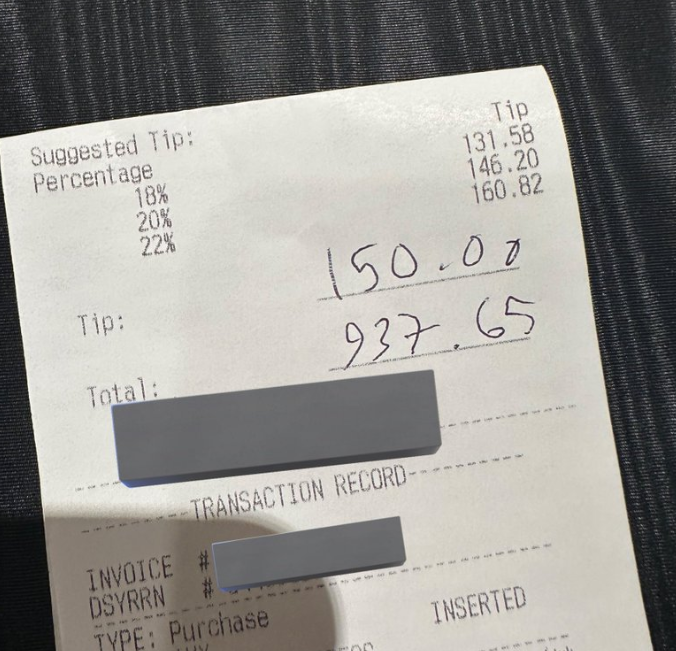 Suggested Tip:
Percentage Tip
18% 131.58
20% 146.20
22% 160.82
Tip: 150.00
Total: 937.65
TRANSACTION RECORD
INVOICE #
DSYRRN #
TYPE: Purchase INSERTED